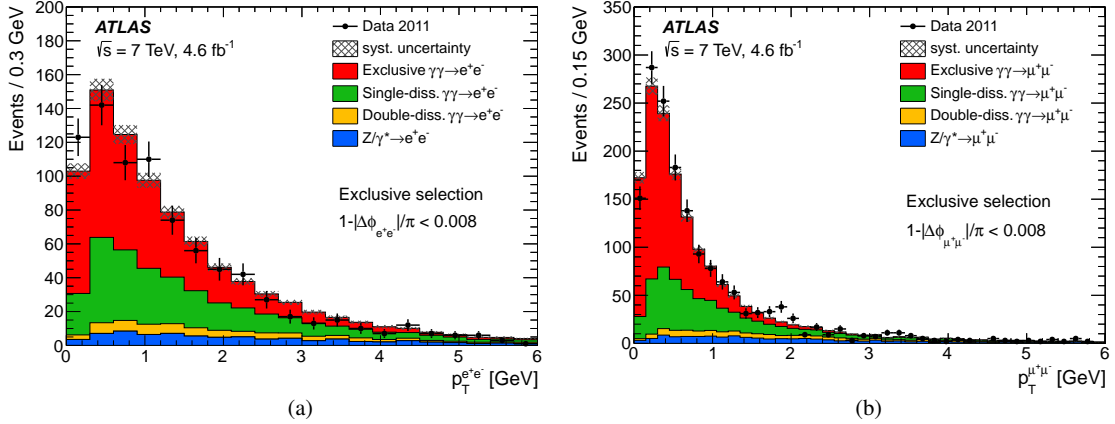 Events / 0.3 GeV
200
180
160
140
120
100
80
60
40
20
0
ATLAS
√s = 7 TeV, 4.6 fb⁻¹
Data 2011
syst. uncertainty
Exclusive γγ→e⁺e⁻
Single-diss. γγ→e⁺e⁻
Double-diss. γγ→e⁺e⁻
Z/γ*→e⁺e⁻
Exclusive selection
1-|Δϕ_{e⁺e⁻}|/π < 0.008
0 1 2 3 4 5 6
p_T^{e⁺e⁻} [GeV]
(a)
Events / 0.15 GeV
350
300
250
200
150
100
50
0
ATLAS
√s = 7 TeV, 4.6 fb⁻¹
Data 2011
syst. uncertainty
Exclusive γγ→μ⁺μ⁻
Single-diss. γγ→μ⁺μ⁻
Double-diss. γγ→μ⁺μ⁻
Z/γ*→μ⁺μ⁻
Exclusive selection
1-|Δϕ_{μ⁺μ⁻}|/π < 0.008
0 1 2 3 4 5 6
p_T^{μ⁺μ⁻} [GeV]
(b)